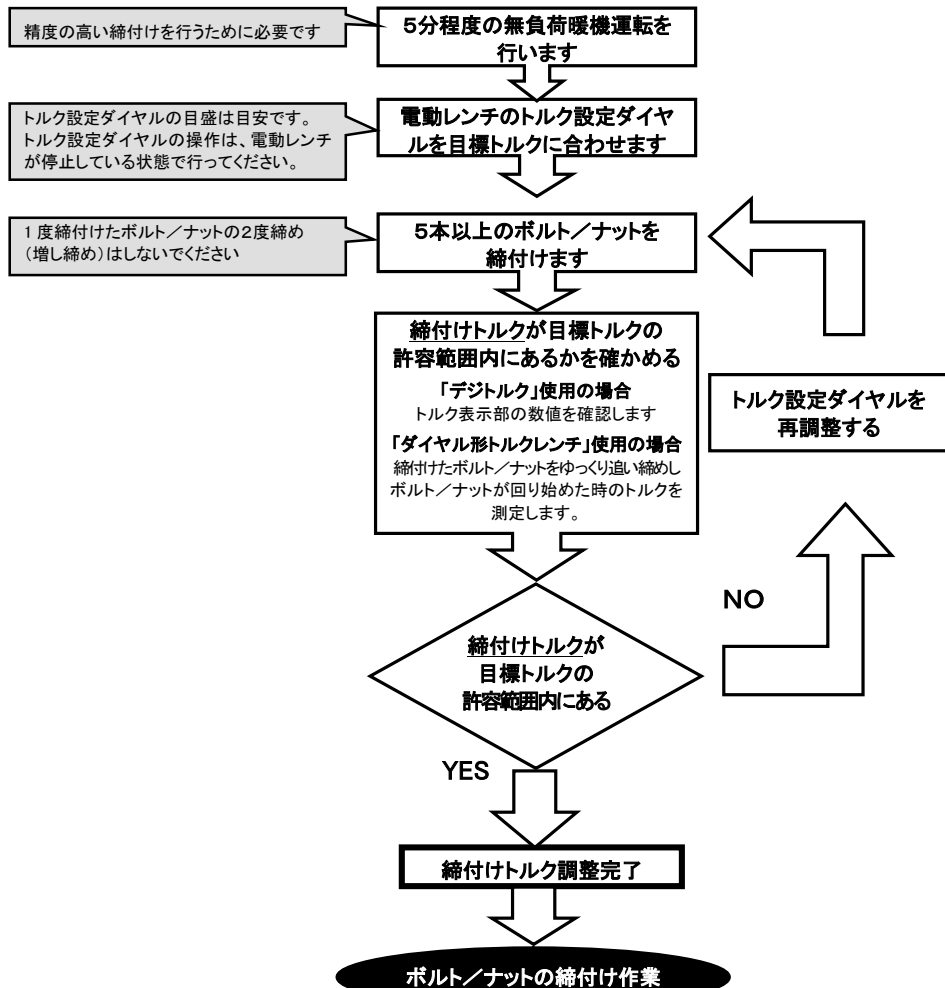 精度の高い締付けを行うために必要です
5分程度の無負荷暖機運転を
行います
トルク設定ダイヤルの目盛は目安です。
トルク設定ダイヤルの操作は、電動レンチ
が停止している状態で行ってください。
電動レンチのトルク設定ダイヤ
ルを目標トルクに合わせます
1度締付けたボルト／ナットの2度締め
（増し締め）はしないでください
5本以上のボルト／ナットを
締付けます
締付けトルクが目標トルクの
許容範囲内にあるかを確かめる
「デジトルク」使用の場合
トルク表示部の数値を確認します
「ダイヤル形トルクレンチ」使用の場合
締付けたボルト／ナットをゆっくり追い締めし
ボルト／ナットが回り始めた時のトルクを
測定します。
トルク設定ダイヤルを
再調整する
NO
締付けトルクが
目標トルクの
許容範囲内にある
YES
締付けトルク調整完了
ボルト／ナットの締付け作業